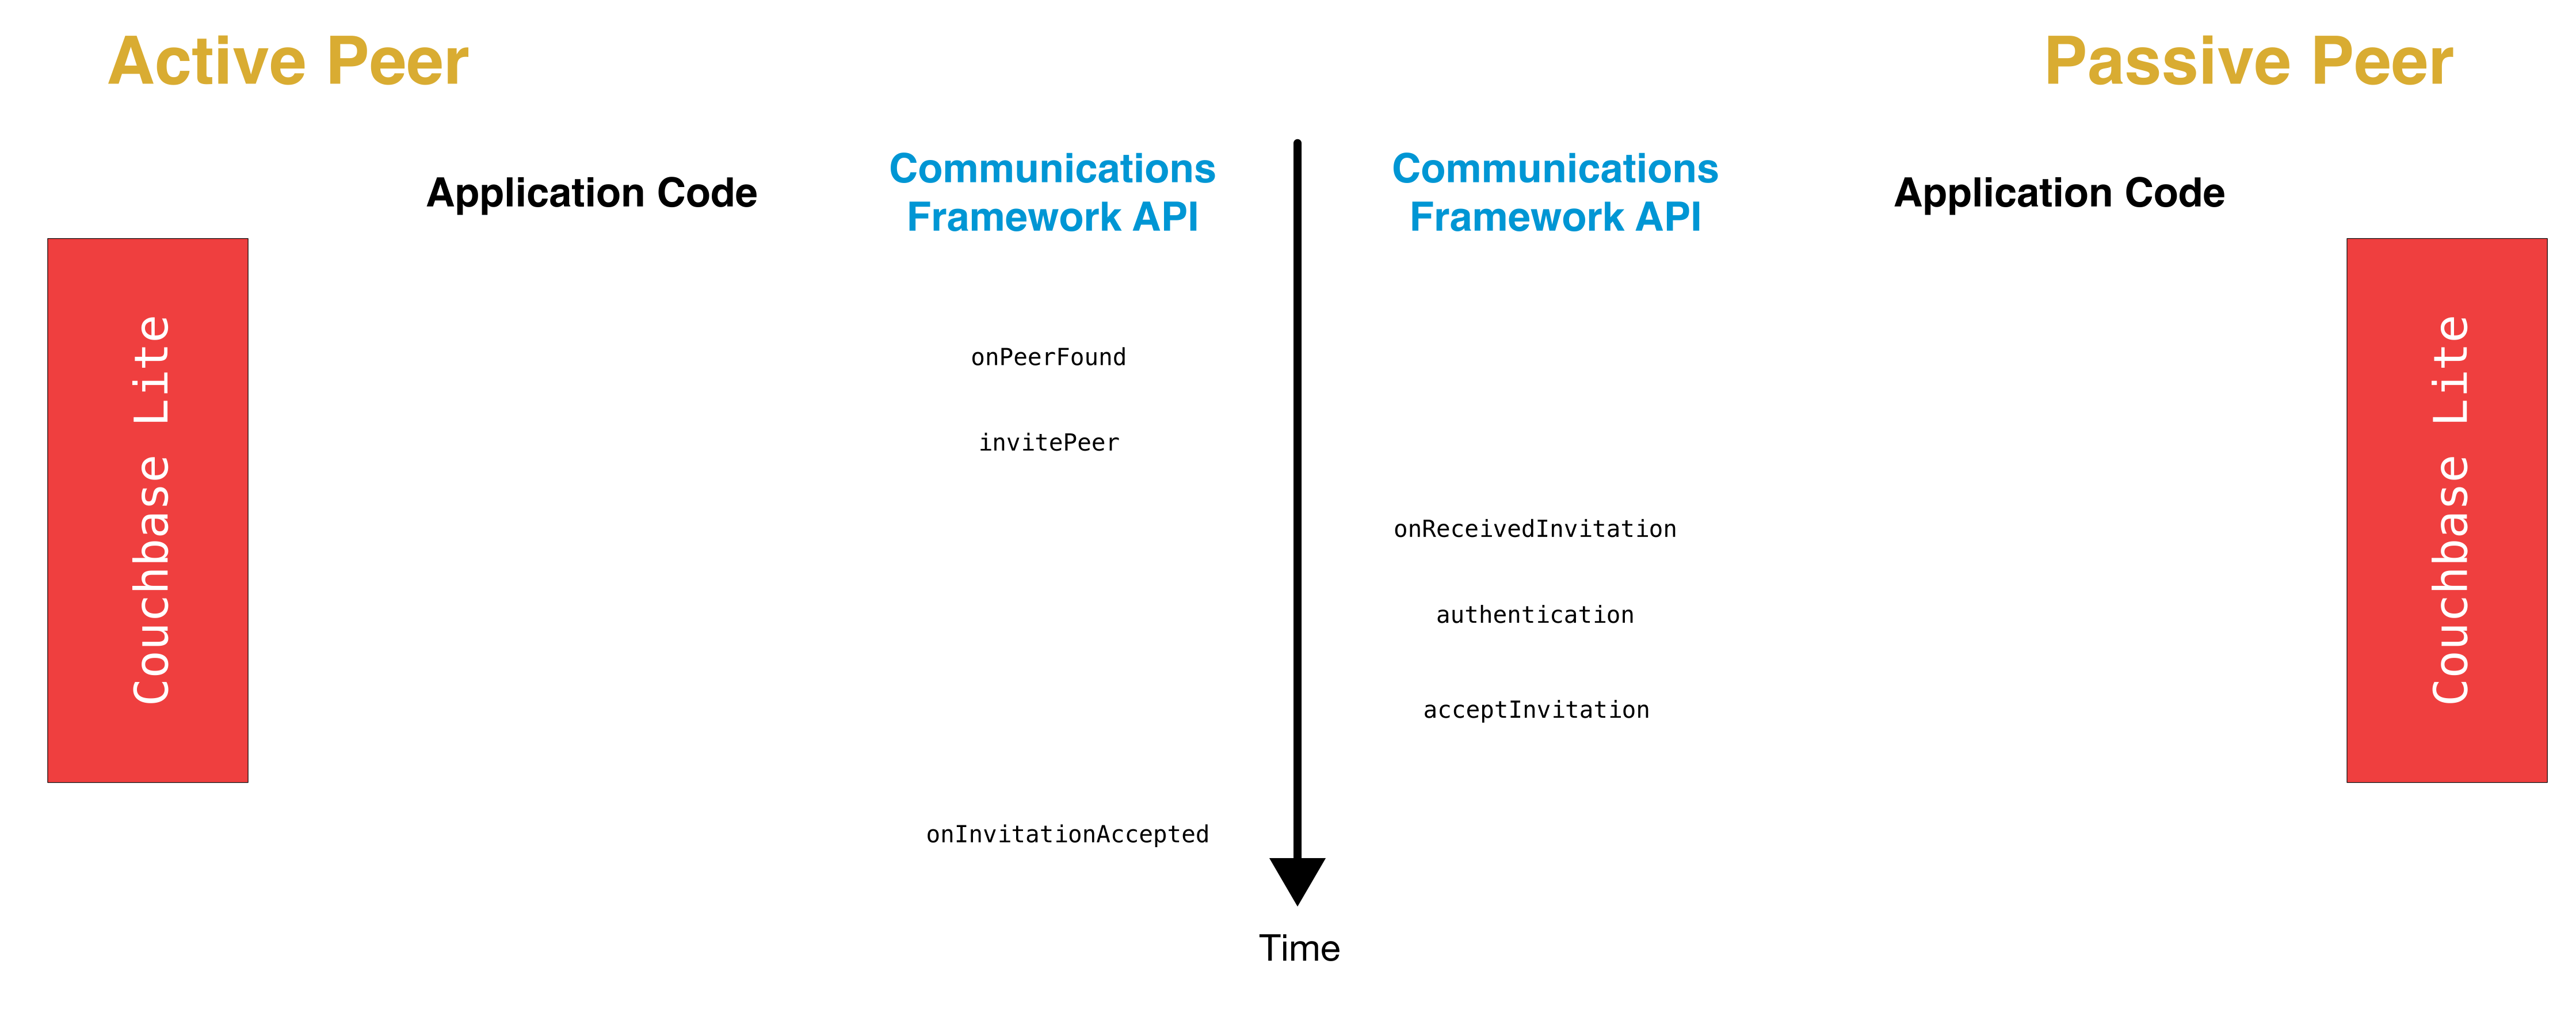 Active Peer
Passive Peer
Application Code
Communications
Framework API
Communications
Framework API
Application Code
Couchbase Lite
onPeerFound
invitePeer
onReceivedInvitation
authentication
acceptInvitation
onInvitationAccepted
Couchbase Lite
Time